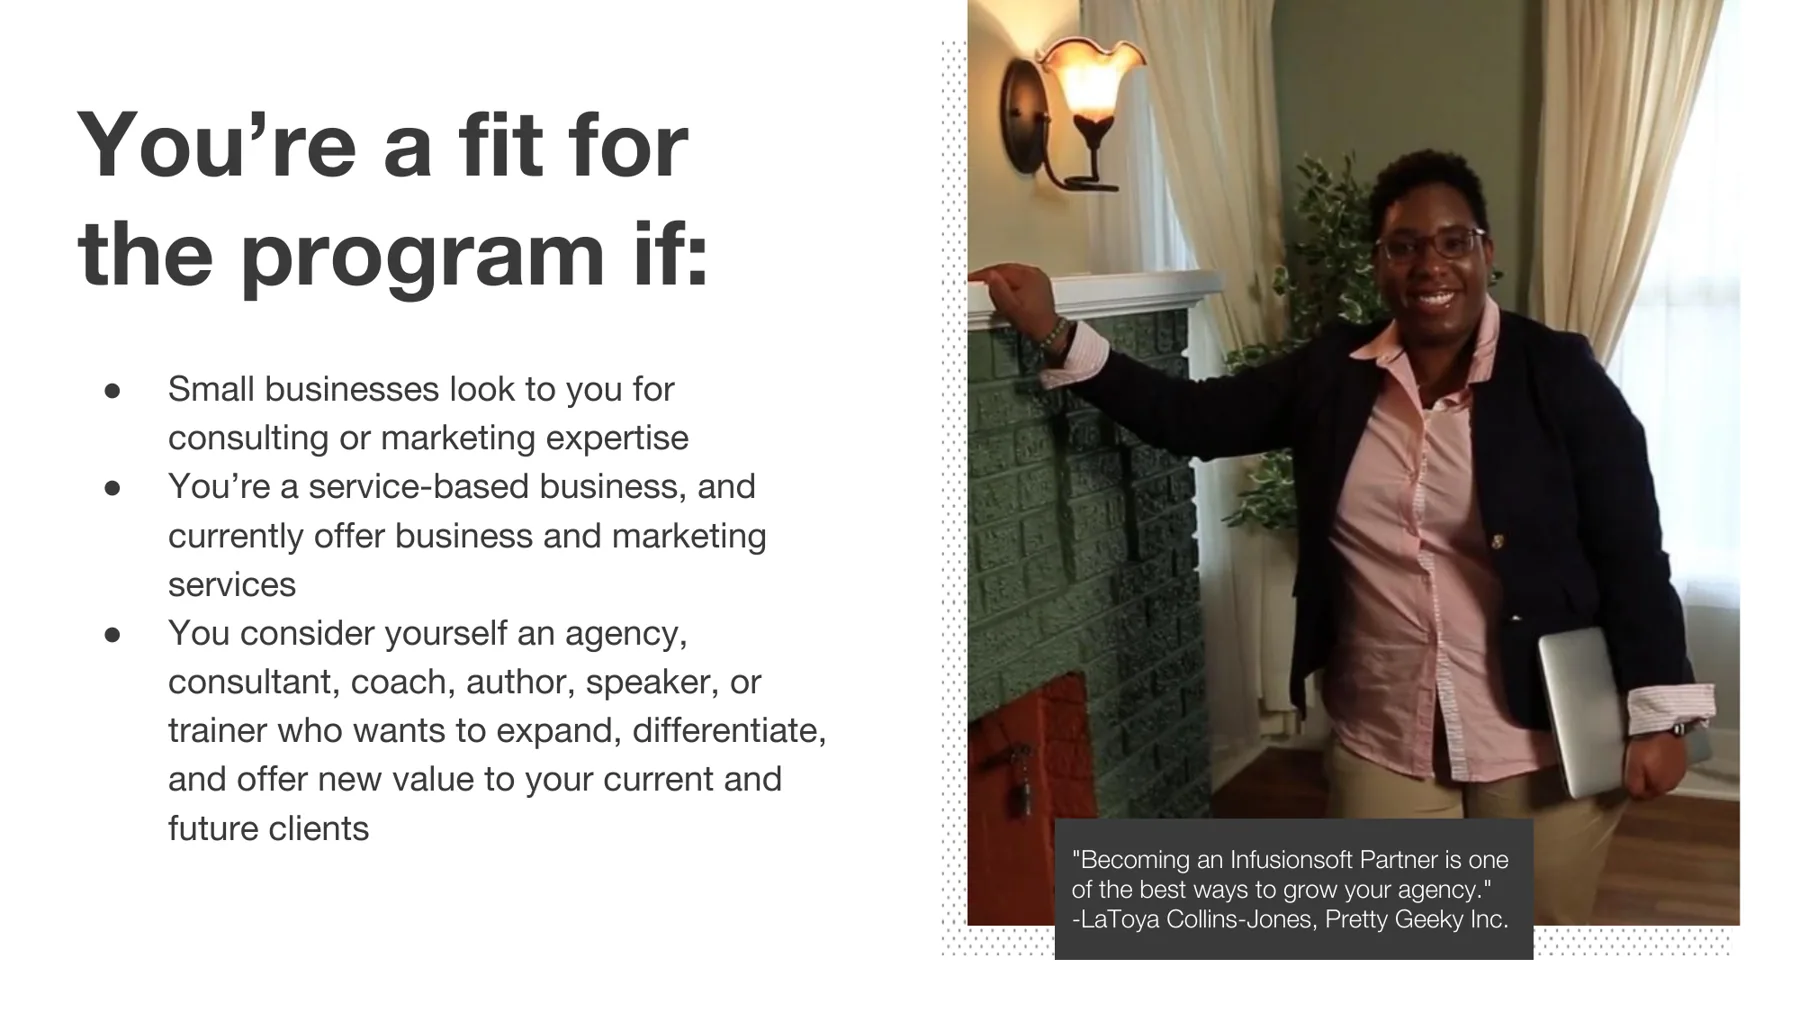 You’re a fit for
the program if:
● Small businesses look to you for
consulting or marketing expertise
● You’re a service-based business, and
currently offer business and marketing
services
● You consider yourself an agency,
consultant, coach, author, speaker, or
trainer who wants to expand, differentiate,
and offer new value to your current and
future clients
"Becoming an Infusionsoft Partner is one
of the best ways to grow your agency."
-LaToya Collins-Jones, Pretty Geeky Inc.